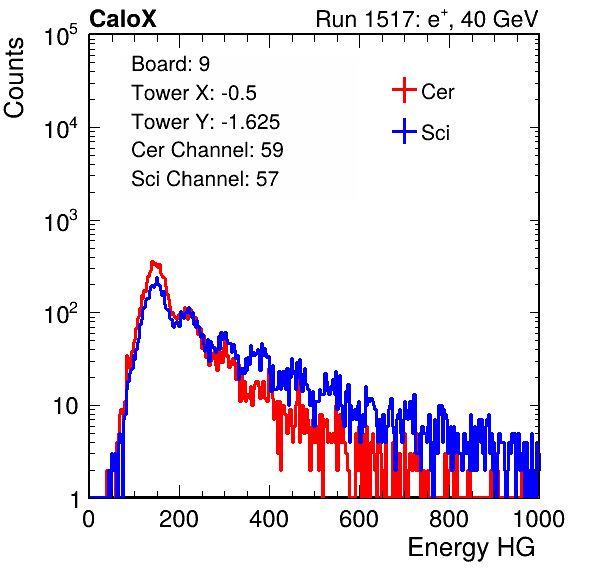 CaloX Run 1517: e⁺, 40 GeV
Counts
Board: 9
Tower X: -0.5
Tower Y: -1.625
Cer Channel: 59
Sci Channel: 57
Cer
Sci
10⁵
10⁴
10³
10²
10
1
0 200 400 600 800 1000
Energy HG